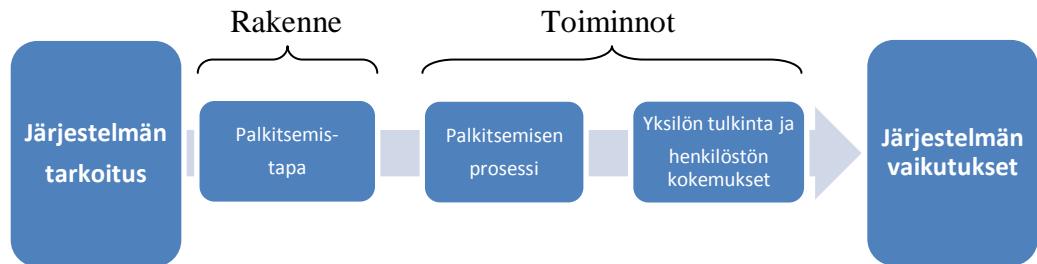 Rakenne
Toiminnot
Järjestelmän
tarkoitus
Palkitsemis-
tapa
Palkitsemisen
prosessi
Yksilön tulkinta ja
henkilöstön
kokemukset
Järjestelmän
vaikutukset